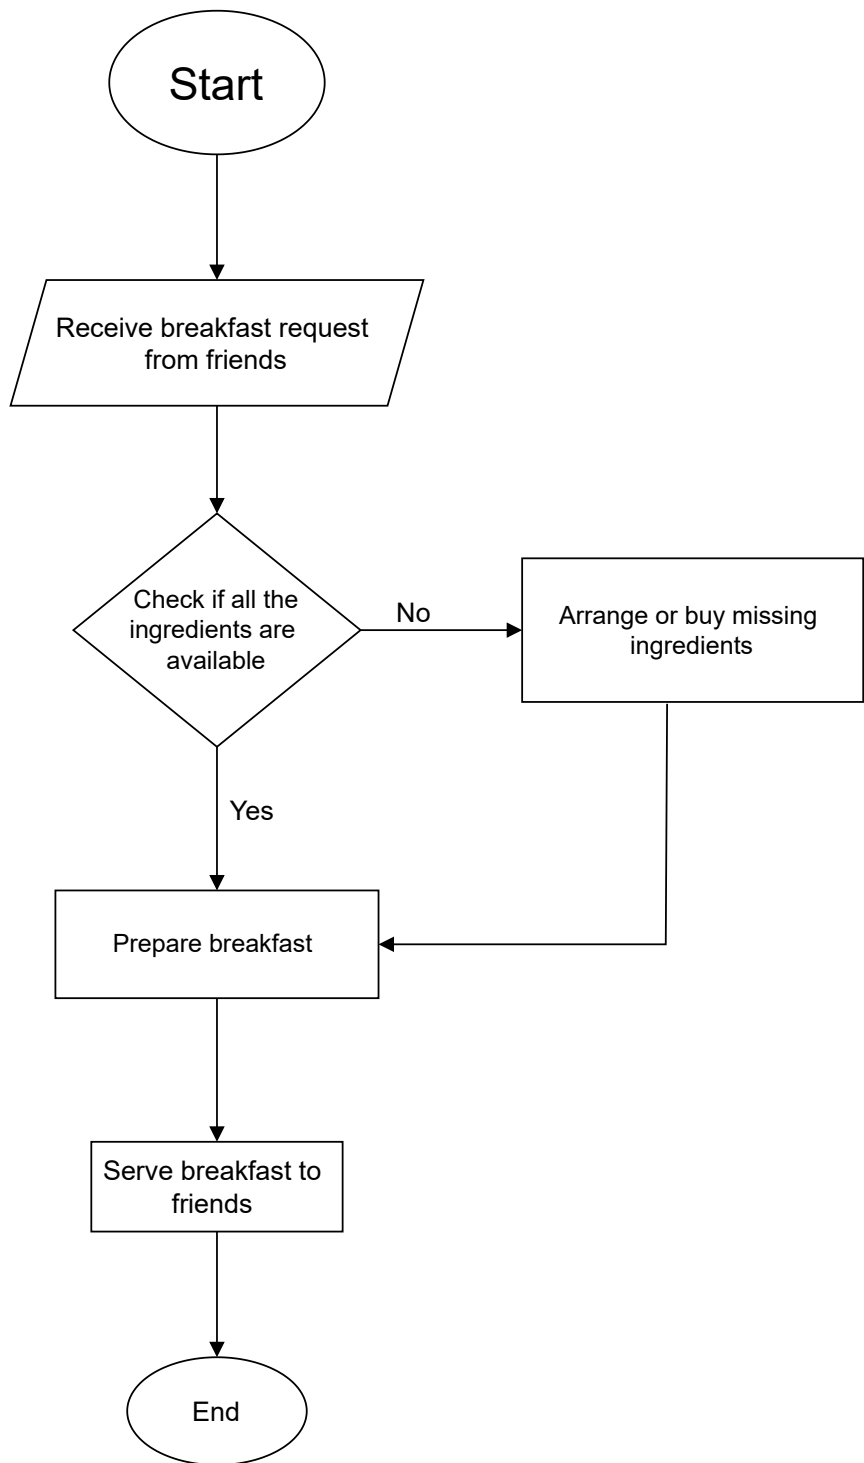 Start
Receive breakfast request
from friends
Check if all the
ingredients are
available
No
Arrange or buy missing
ingredients
Yes
Prepare breakfast
Serve breakfast to
friends
End